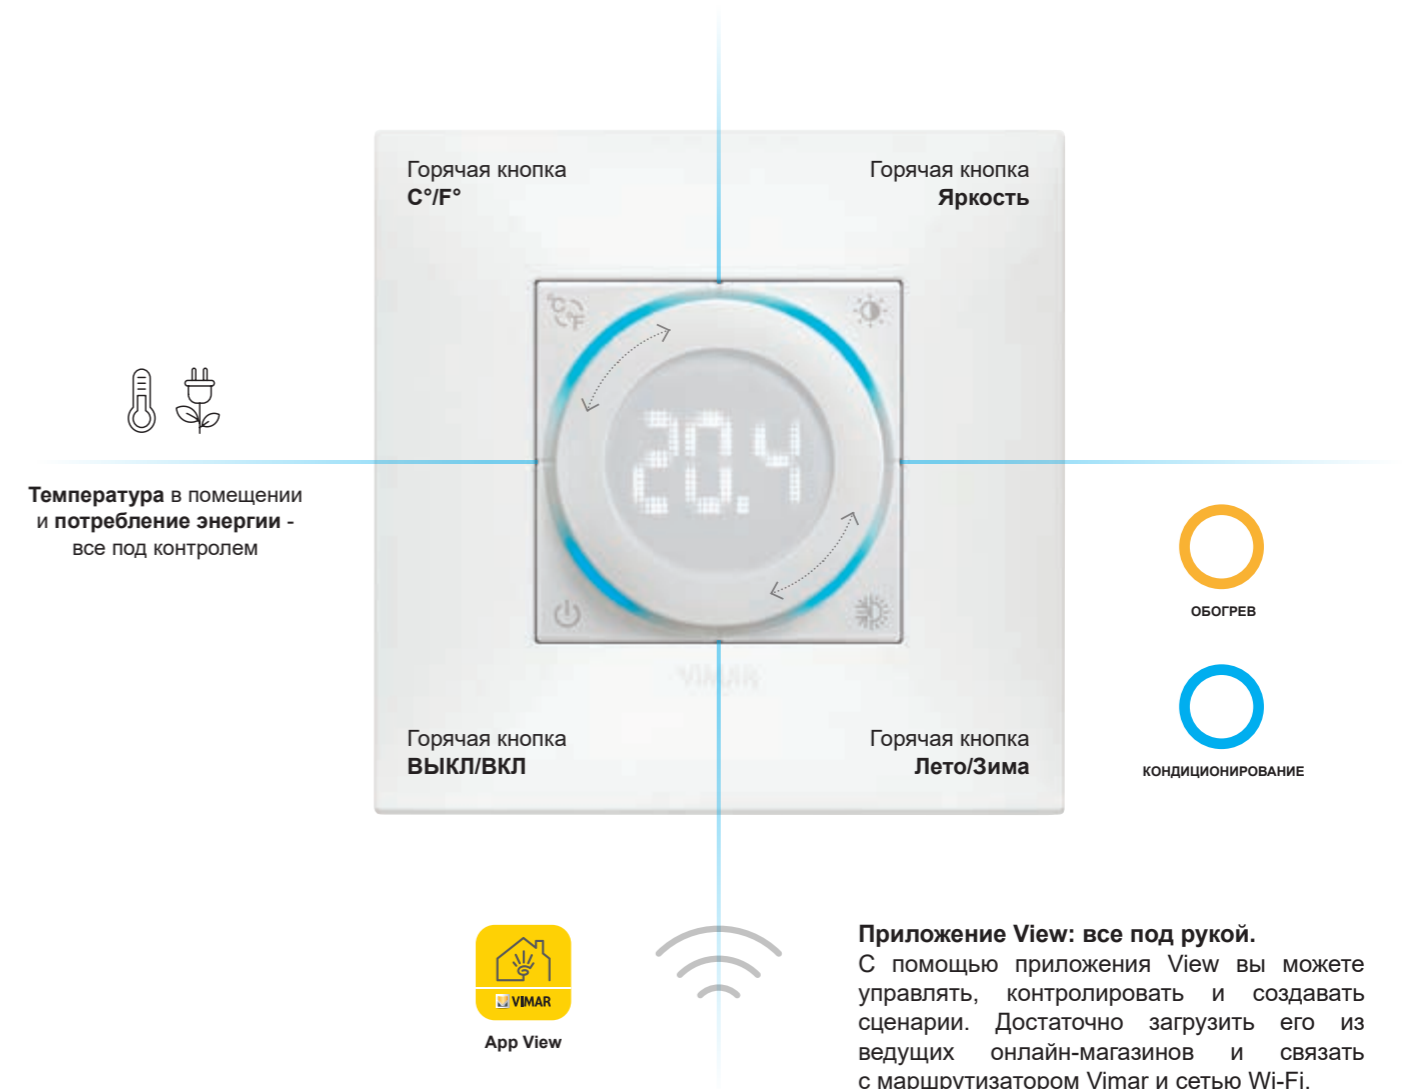 Горячая кнопка
C°/F°
Горячая кнопка
Яркость
°C
°F
20.4
Температура в помещении
и потребление энергии -
все под контролем
ОБОГРЕВ
VIMAR
Горячая кнопка
ВЫКЛ/ВКЛ
Горячая кнопка
Лето/Зима
КОНДИЦИОНИРОВАНИЕ
VIMAR
App View
Приложение View: все под рукой.
С помощью приложения View вы можете
управлять, контролировать и создавать
сценарии. Достаточно загрузить его из
ведущих онлайн-магазинов и связать
с маршрутизатором Vimar и сетью Wi-Fi.